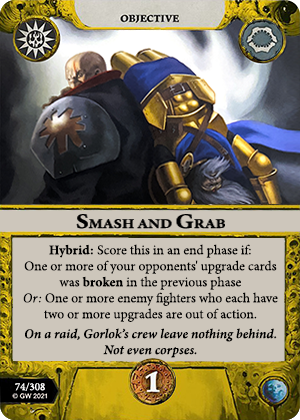 OBJECTIVE
SMASH AND GRAB
Hybrid: Score this in an end phase if:
One or more of your opponents' upgrade cards
was broken in the previous phase
Or: One or more enemy fighters who each have
two or more upgrades are out of action.
On a raid, Gorlok's crew leave nothing behind.
Not even corpses.
74/308
© GW 2021
1